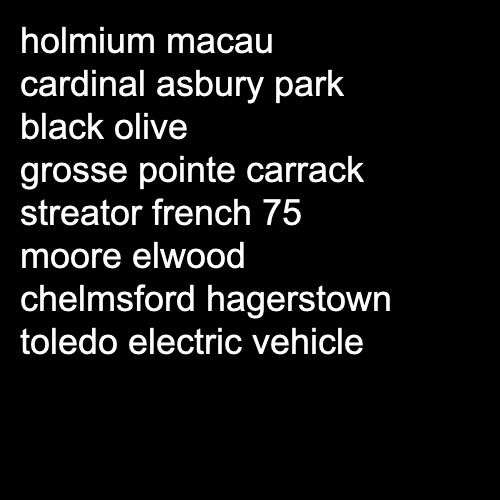 holmium macau
cardinal asbury park
black olive
grosse pointe carrack
streator french 75
moore elwood
chelmsford hagerstown
toledo electric vehicle